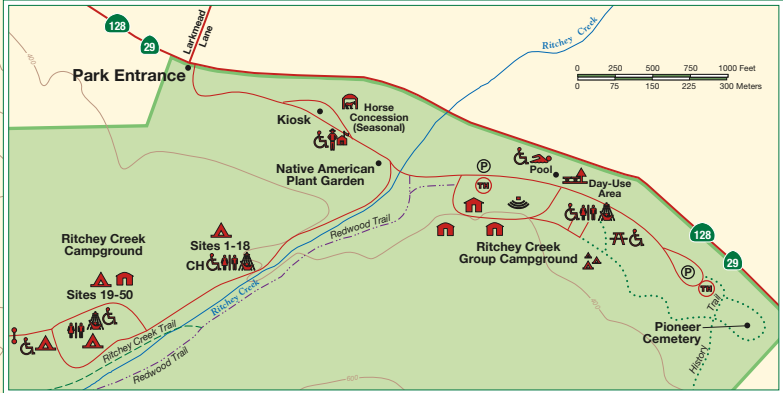 128
29
Larkmead
Lane
Ritchey Creek
400
Park Entrance
0 250 500 750 1000 Feet
0 75 150 225 300 Meters
Kiosk
Horse
Concession
(Seasonal)
Native American
Plant Garden
P
Pool
TH
Day-Use
Area
Redwood Trail
Ritchey Creek
Campground
Sites 1-18
CH
Sites 19-50
Ritchey Creek
Group Campground
128
29
P
TH
Ritchey Creek
400
Ritchey Creek Trail
Redwood Trail
Pioneer
Cemetery
History
Trail
600